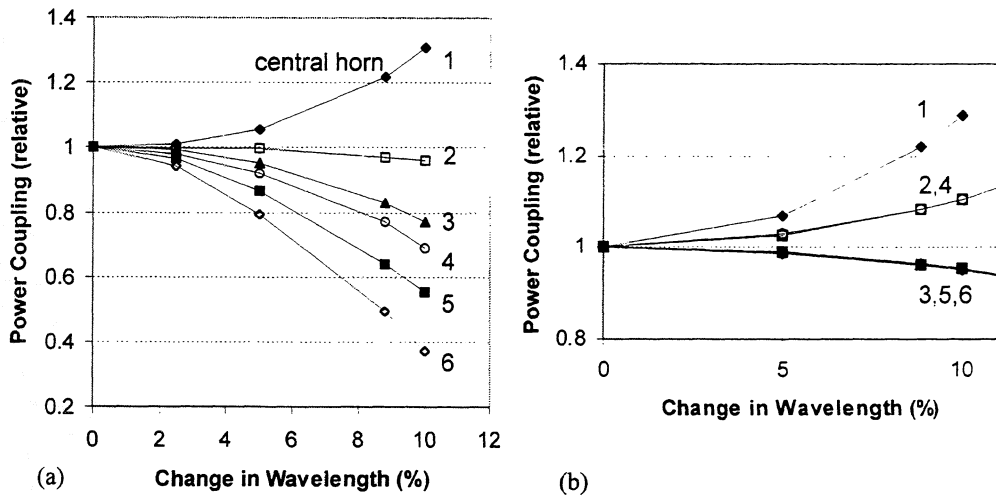 1.4
1.2
1
0.8
0.6
0.4
0.2
Power Coupling (relative)
central horn
1
2
3
4
5
6
0 2 4 6 8 10 12
(a)
Change in Wavelength (%)
1.4
1.2
1
0.8
Power Coupling (relative)
1
2,4
3,5,6
0 5 10
Change in Wavelength (%)
(b)